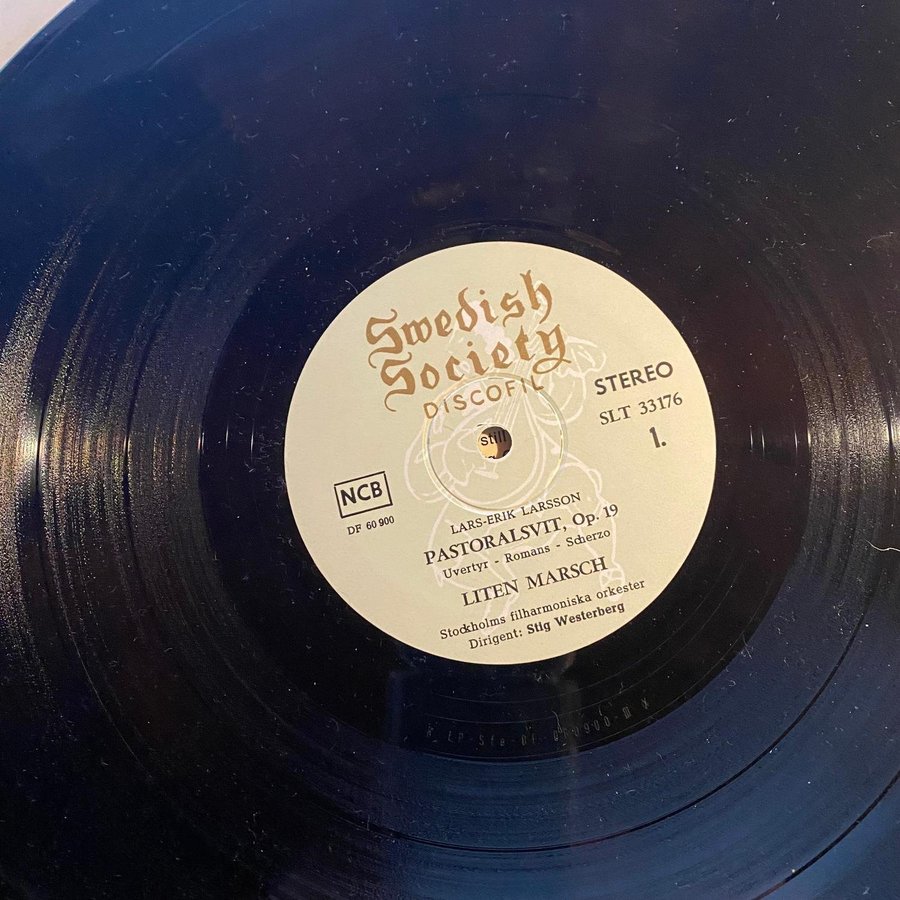 Swedish
Society
DISCOFIL
STEREO
SLT 33176
1.
still
NCB
DF 60 900
LARS-ERIK LARSSON
PASTORALSVIT, Op. 19
Uvertyr - Romans - Scherzo
LITEN MARSCH
Stockholms filharmoniska orkester
Dirigent: Stig Westerberg